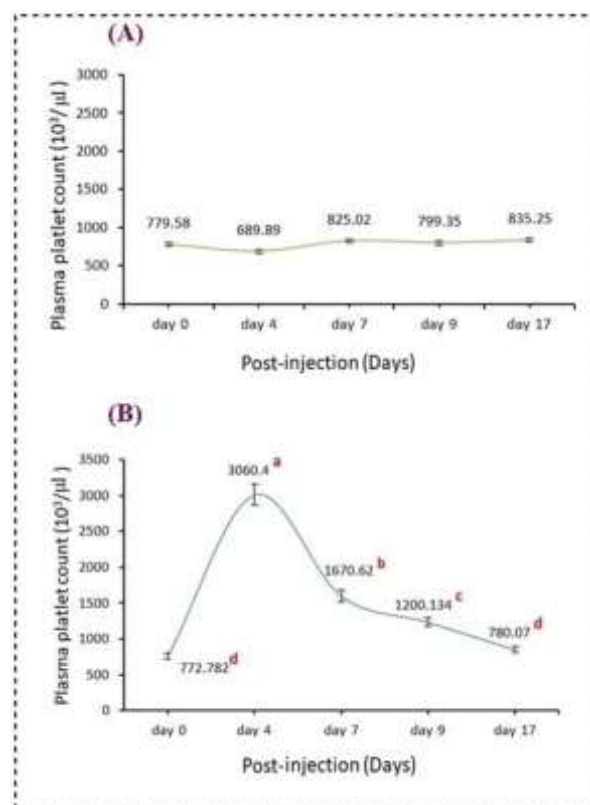 (A)
Plasma platlet count (10³/ µl)
3000
2500
2000
1500
1000
500
0
779.58
689.89
825.02
799.35
835.25
day 0 day 4 day 7 day 9 day 17
Post-injection (Days)
(B)
Plasma platlet count (10³/µl)
3500
3000
2500
2000
1500
1000
500
0
3060.4 a
1670.62 b
1200.134 c
780.07 d
772.782 d
day 0 day 4 day 7 day 9 day 17
Post-injection (Days)